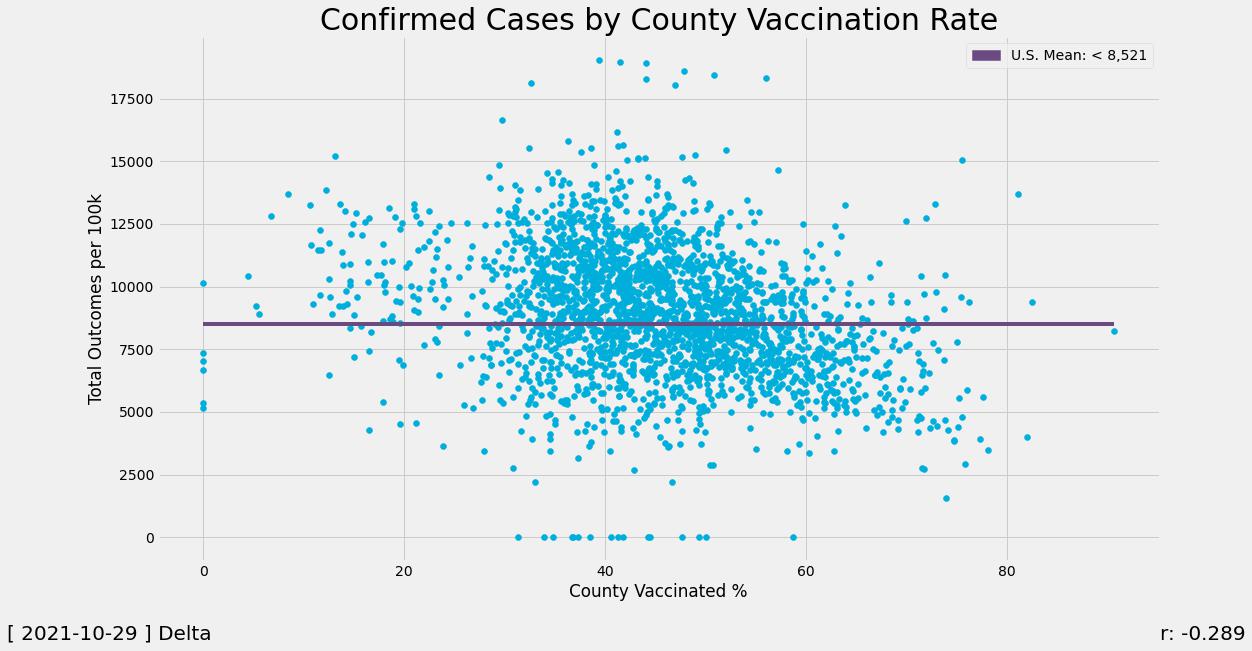 Confirmed Cases by County Vaccination Rate
U.S. Mean: < 8,521
17500
15000
12500
10000
7500
5000
2500
0
Total Outcomes per 100k
0 20 40 60 80
County Vaccinated %
[ 2021-10-29 ] Delta
r: -0.289